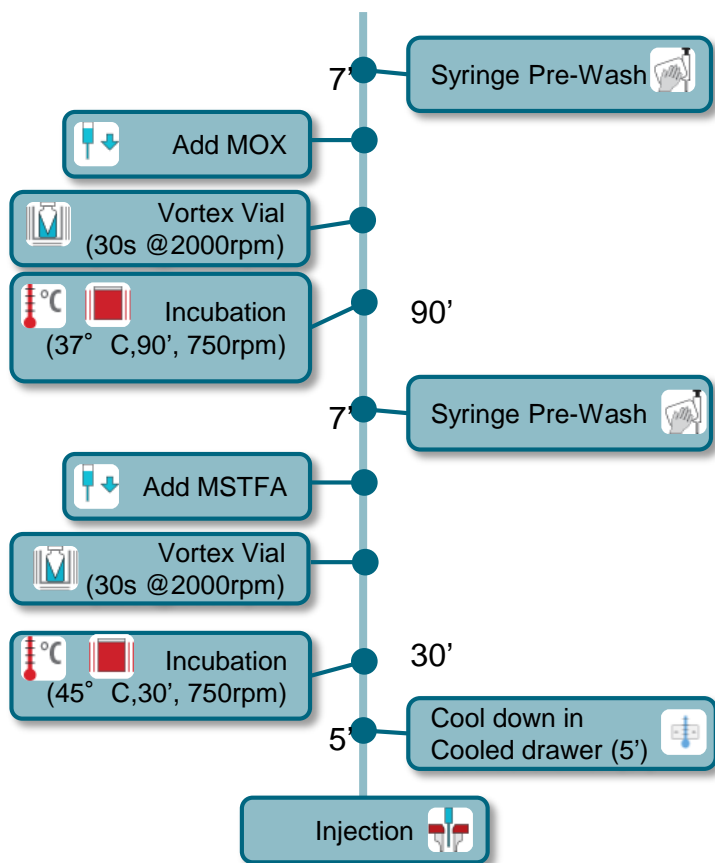 7'
Syringe Pre-Wash
Add MOX
Vortex Vial
(30s @2000rpm)
°C
Incubation
(37° C,90', 750rpm)
90'
7'
Syringe Pre-Wash
Add MSTFA
Vortex Vial
(30s @2000rpm)
°C
Incubation
(45° C,30', 750rpm)
30'
5'
Cool down in
Cooled drawer (5')
Injection